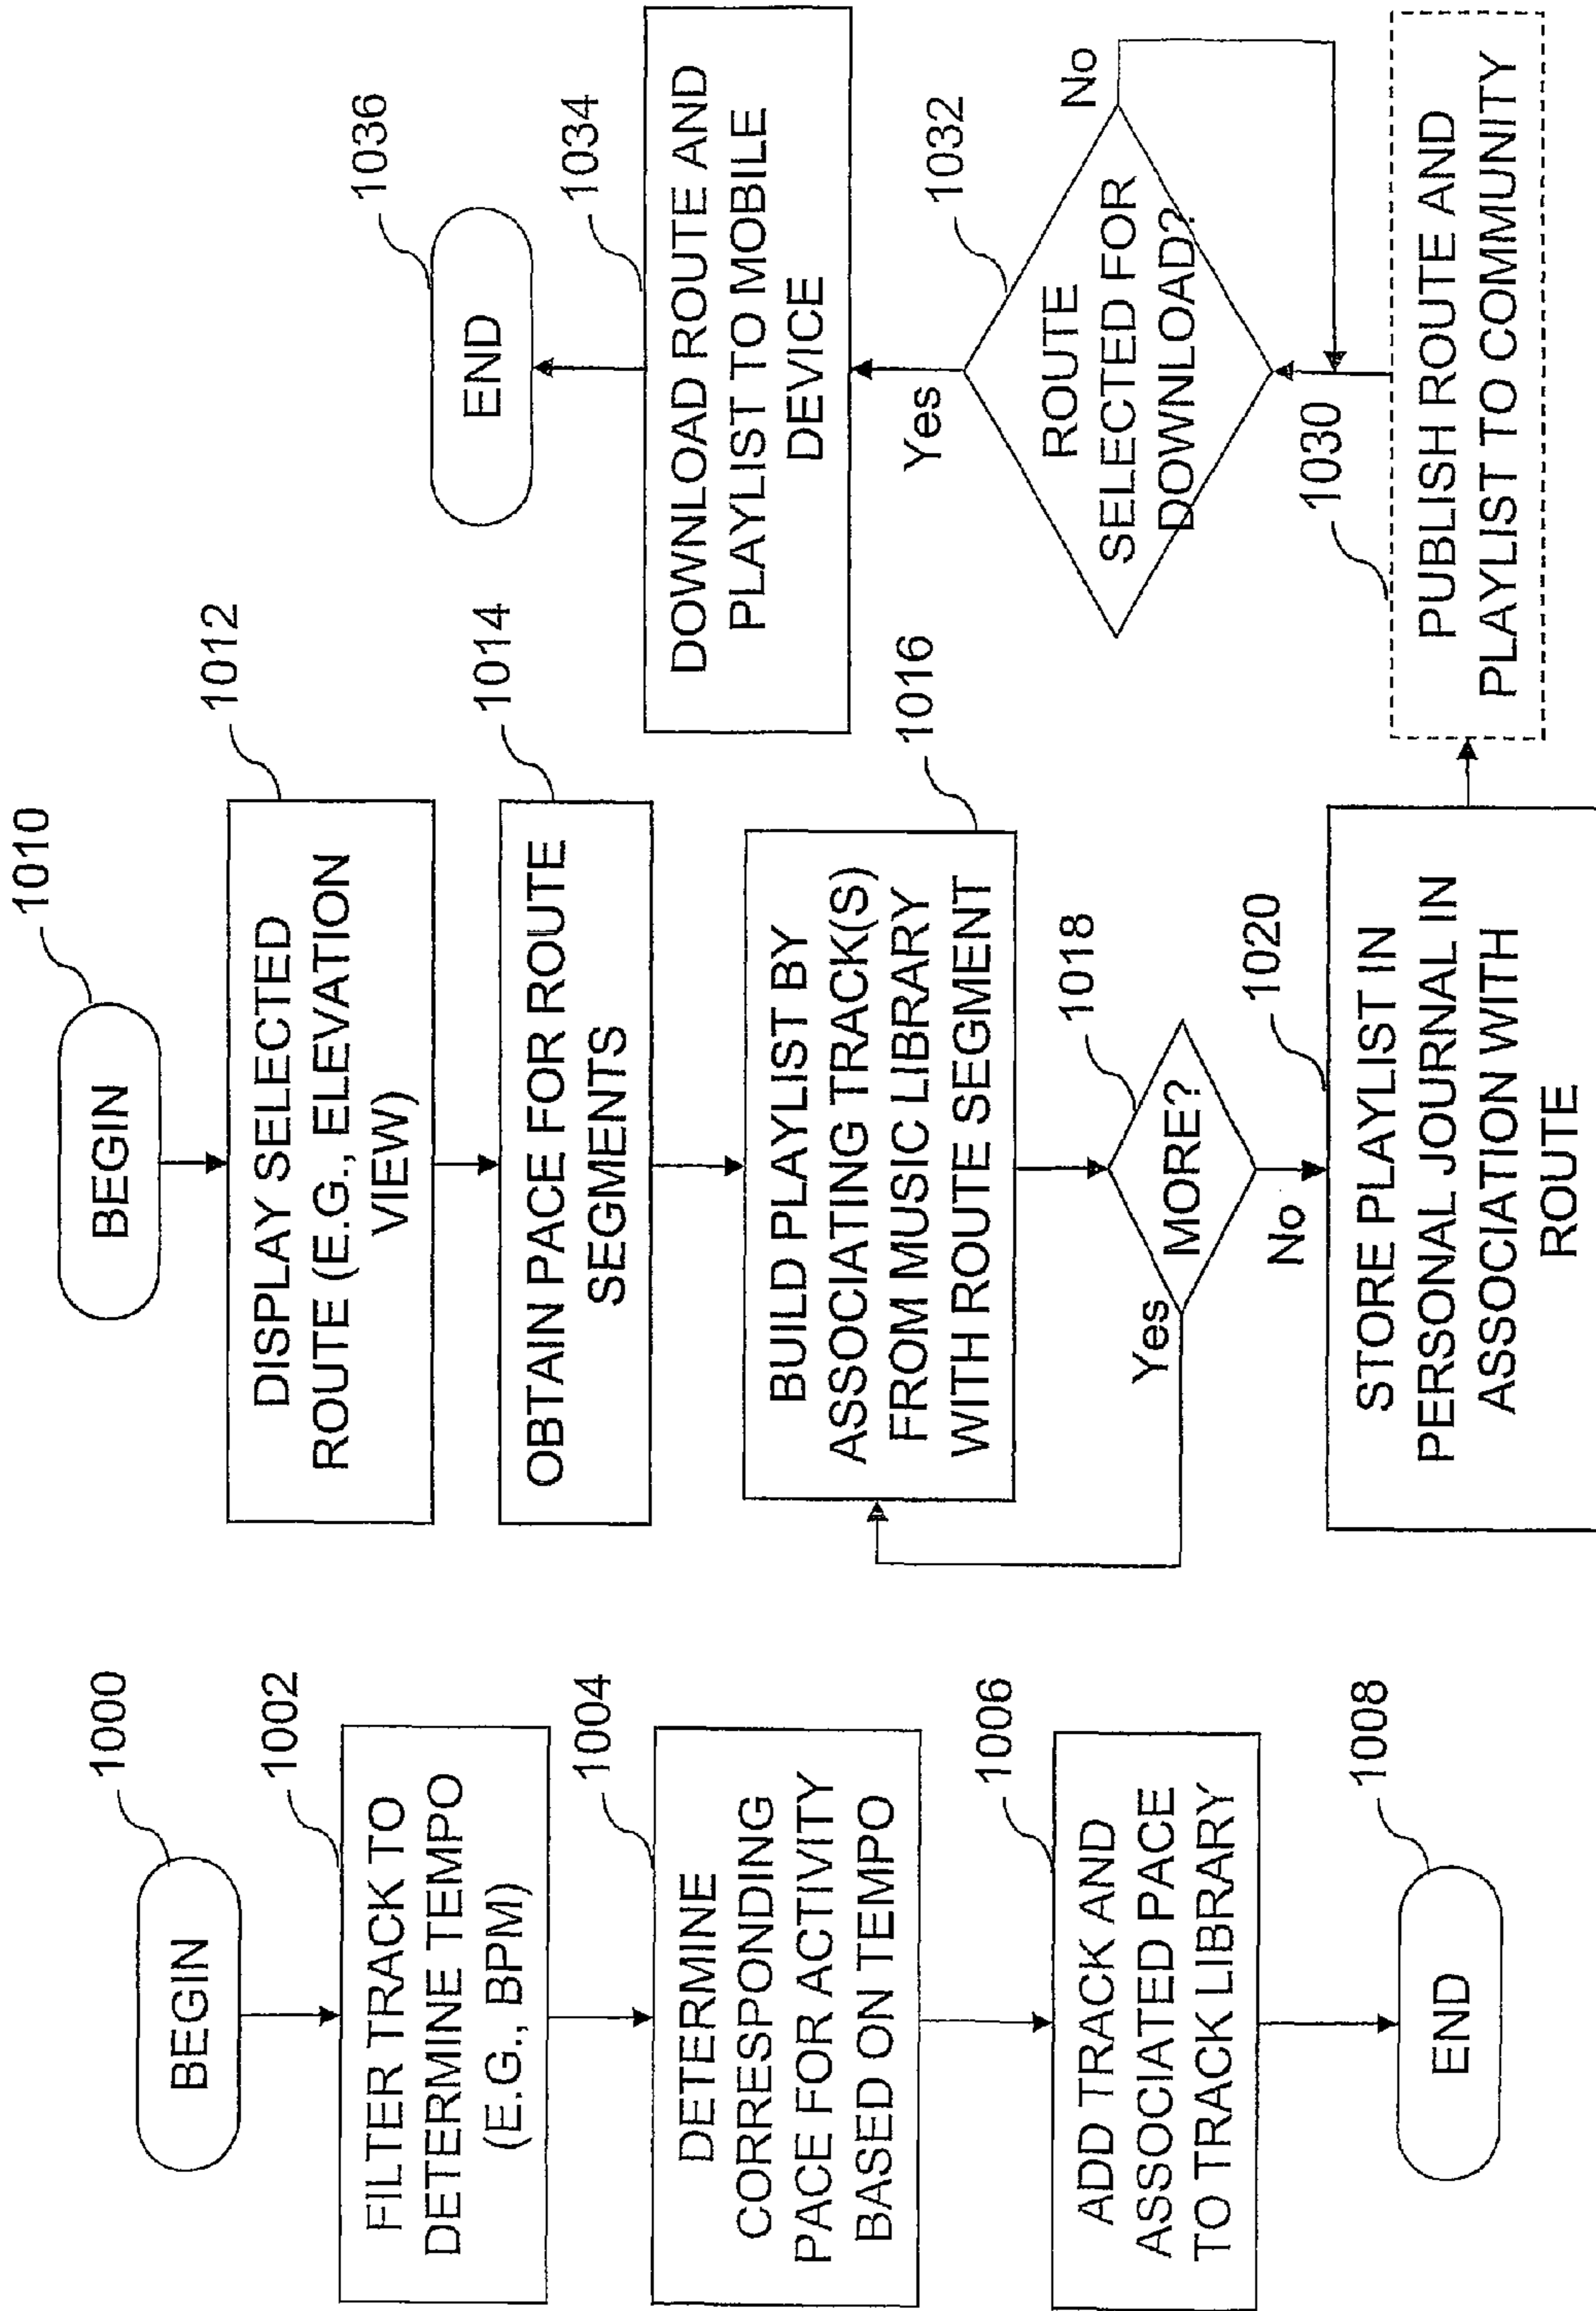 1000
BEGIN
1002
FILTER TRACK TO
DETERMINE TEMPO
(E.G., BPM)
1004
DETERMINE
CORRESPONDING
PACE FOR ACTIVITY
BASED ON TEMPO
1006
ADD TRACK AND
ASSOCIATED PACE
TO TRACK LIBRARY
1008
END
1010
BEGIN
1012
DISPLAY SELECTED
ROUTE (E.G., ELEVATION
VIEW)
1014
OBTAIN PACE FOR ROUTE
SEGMENTS
1016
BUILD PLAYLIST BY
ASSOCIATING TRACK(S)
FROM MUSIC LIBRARY
WITH ROUTE SEGMENT
1018
MORE?
Yes
No
1020
STORE PLAYLIST IN
PERSONAL JOURNAL IN
ASSOCIATION WITH
ROUTE
1036
END
1034
DOWNLOAD ROUTE AND
PLAYLIST TO MOBILE
DEVICE
1032
Yes
No
ROUTE
SELECTED FOR
DOWNLOAD?
1030
PUBLISH ROUTE AND
PLAYLIST TO COMMUNITY